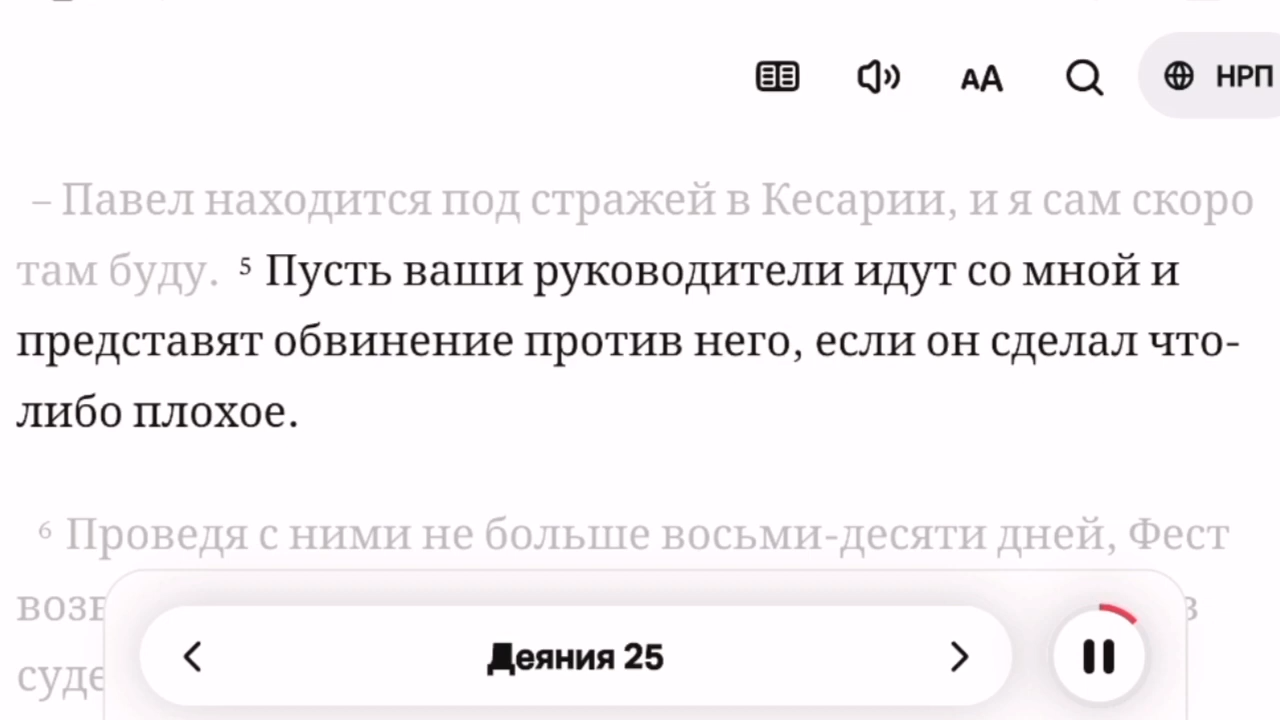 AA
НРП
– Павел находится под стражей в Кесарии, и я сам скоро
там буду. 5 Пусть ваши руководители идут со мной и
представят обвинение против него, если он сделал что-
либо плохое.
6 Проведя с ними не больше восьми-десяти дней, Фест
Деяния 25